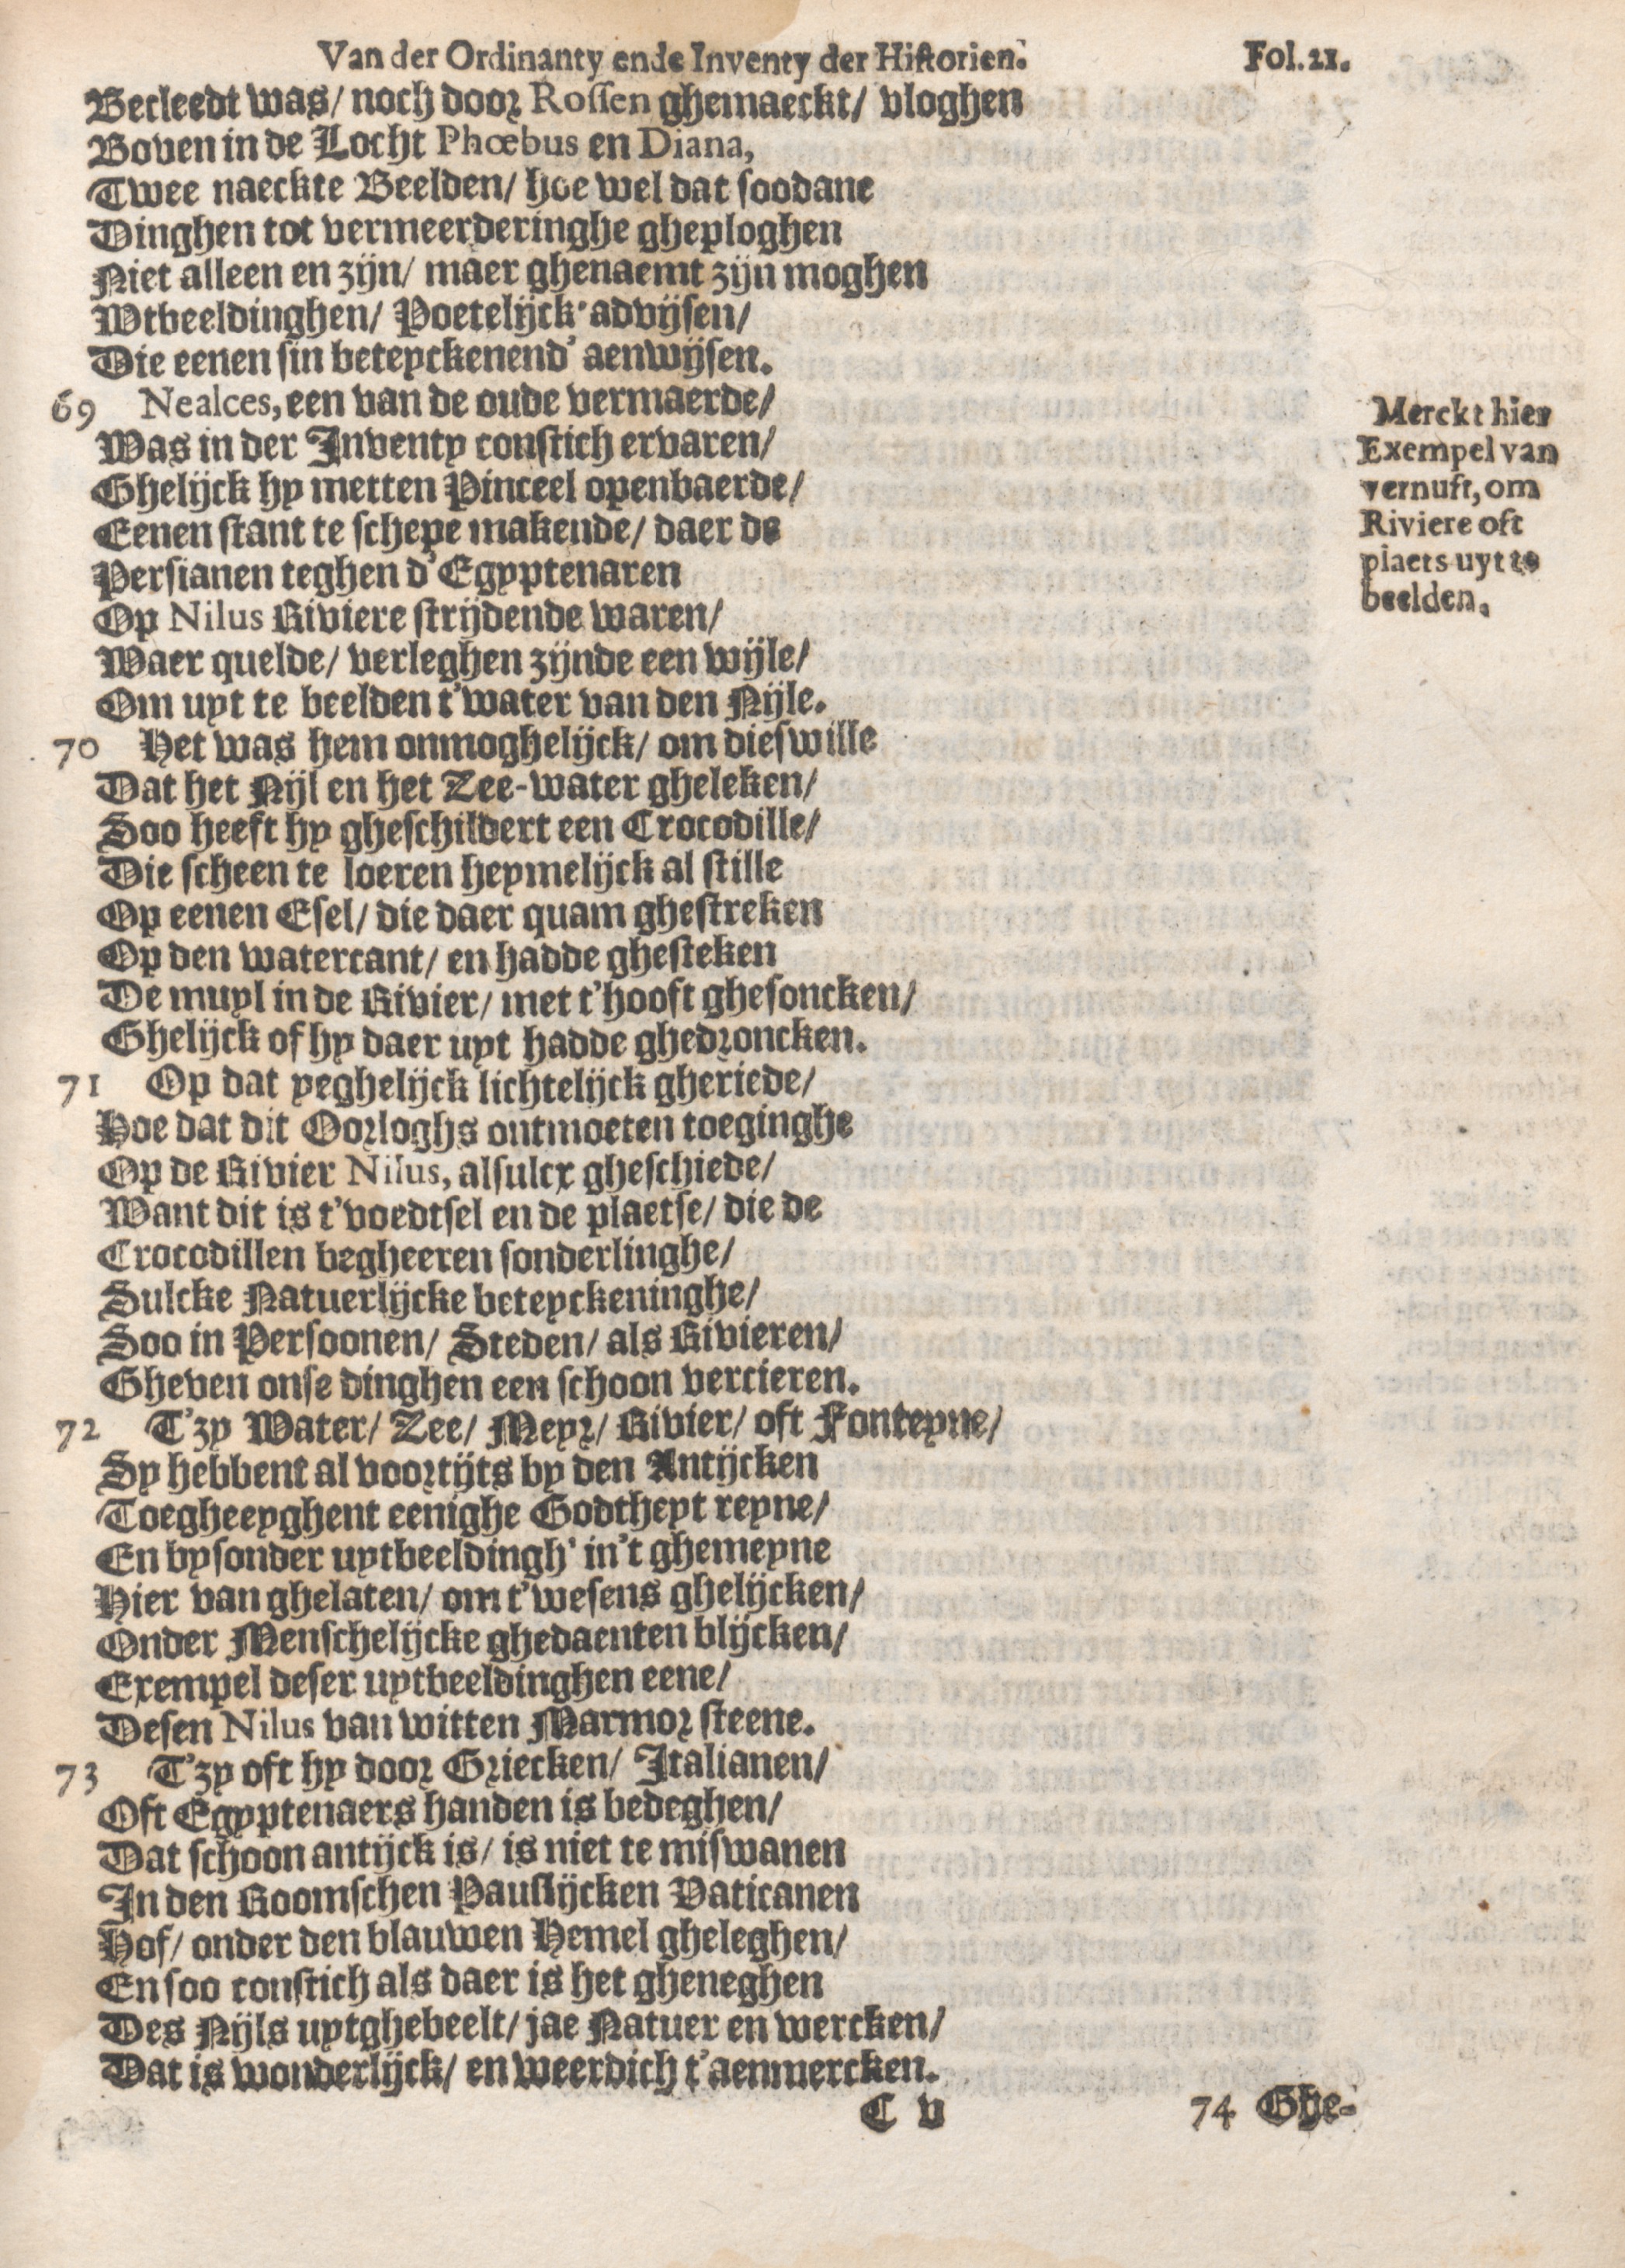 Van der Ordinanty ende Inventy der Historien. Fol. 21.
Becleedt was/ noch door Rossen ghemaeckt/ vloghen
Boven in de Locht Phœbus en Diana,
Twee naeckte Beelden/ hoe wel dat soodane
Dinghen tot vermeerderinghe gheploghen
Niet alleen en zijn/ maer ghenaemt zijn moghen
Wtbeeldinghen/ Poetelijck advijsen/
Die eenen sin beteyckenend' aenwijsen.
69 Nealces, een van de oude vermaerde/
Was in der Inventy constich ervaren/
Ghelijck hy metten Pinceel openbaerde/
Eenen stant te schepe makende/ daer de
Persianen teghen d'Egyptenaren
Op Nilus Riviere strijdende waren/
Waer quelde/ verleghen zijnde een wijle/
Om uyt te beelden t'water van den Nijle.
Merckt hier
Exempel van
vernuft, om
Riviere oft
plaets uyt te
beelden.
70 Het was hem onmoghelijck/ om dieswille
Dat het Nijl en het Zee-water gheleken/
Soo heeft hy gheschildert een Crocodille/
Die scheen te loeren heymelijck al stille
Op eenen Esel/ die daer quam ghestreken
Op den watercant/ en hadde ghesteken
De muyl in de Rivier/ met t'hooft ghesoncken/
Ghelijck of hy daer uyt hadde ghedroncken.
71 Op dat yeghelijck lichtelijck gheriede/
Hoe dat dit Oorloghs ontmoeten toeginghe
Op de Rivier Nilus, alsulcx gheschiede/
Want dit is t'voedtsel en de plaetse/ die de
Crocodillen begheeren sonderlinghe/
Sulcke Natuerlijcke beteyckeninghe/
Soo in Persoonen/ Steden/ als Rivieren/
Gheven onse dinghen een schoon vercieren.
72 T'zy Water/ Zee/ Meyr/ Rivier/ oft Fonteyne/
Sy hebbent al voortijts by den Antijcken
Toegheeyghent eenighe Godtheyt reyne/
En bysonder uytbeeldingh' in't ghemeyne
Hier van ghelaten/ om t'wesens ghelijcken/
Onder Menschelijcke ghedaenten blijcken/
Exempel deser uytbeeldinghen eene/
Desen Nilus van witten Marmor steene.
73 T'zy oft hy door Griecken/ Italianen/
Oft Egyptenaers handen is bedeghen/
Dat schoon antijck is/ is niet te miswanen
In den Roomschen Pauslijcken Vaticanen
Hof/ onder den blauwen Hemel gheleghen/
En soo constich als daer is het gheneghen
Des Nijls uytghebeelt/ jae Natuer en wercken/
Dat is wonderlijck/ en weerdich t'aenmercken.
C v 74 Ghe-